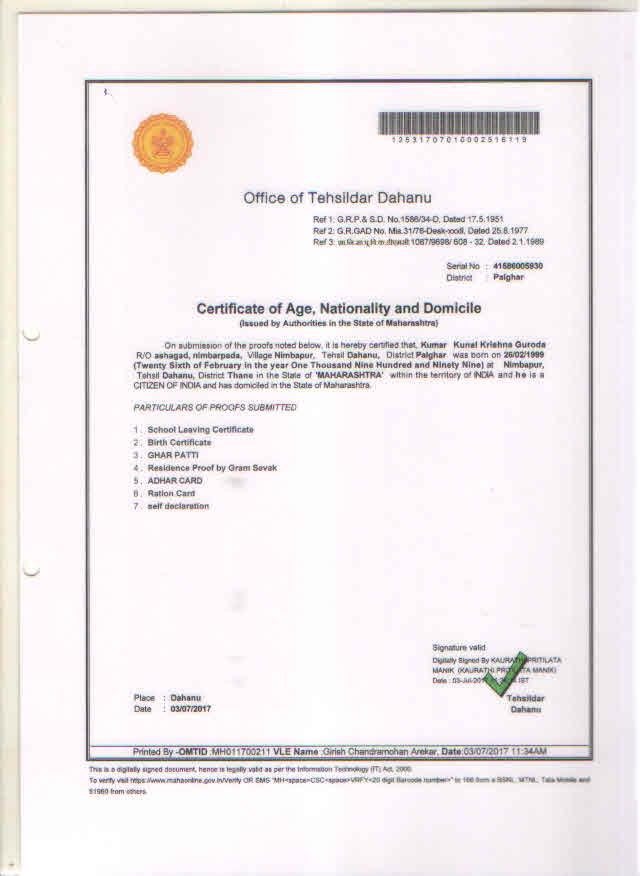 12531707010002516119
Office of Tehsildar Dahanu
Ref 1: G.R.P.& S.D. No.1586/34-D, Dated 17.5.1951
Ref 2: G.R.GAD No. Mis.31/76-Desk-xxxii, Dated 25.8.1977
Ref 3: 1087/9698/ 608 - 32, Dated 2.1.1989
Serial No : 41586005930
District : Palghar
Certificate of Age, Nationality and Domicile
(Issued by Authorities in the State of Maharashtra)
On submission of the proofs noted below, it is hereby certified that, Kumar Kunal Krishna Guroda
R/O ashagad, nimbarpada, Village Nimbapur, Tehsil Dahanu, District Palghar was born on 26/02/1999
(Twenty Sixth of February in the year One Thousand Nine Hundred and Ninety Nine) at Nimbapur,
Tehsil Dahanu, District Thane in the State of 'MAHARASHTRA' within the territory of INDIA and he is a
CITIZEN OF INDIA and has domiciled in the State of Maharashtra.
PARTICULARS OF PROOFS SUBMITTED
1 . School Leaving Certificate
2 . Birth Certificate
3 . GHAR PATTI
4 . Residence Proof by Gram Sevak
5 . ADHAR CARD
6 . Ration Card
7 . self declaration
Signature valid
Digitally Signed By KAURATHI PRITILATA
MANIK (KAURATHI PRITILATA MANIK)
Date : 03-Jul-2017 IST
Tehsildar
Dahanu
Place : Dahanu
Date : 03/07/2017
Printed By -OMTID :MH011700211 VLE Name :Girish Chandramohan Arekar, Date:03/07/2017 11:34AM
This is a digitally signed document, hence is legally valid as per the Information Technology (IT) Act, 2000.
To verify visit https://www.mahaonline.gov.in/Verify OR SMS "MH<space>CSC<space>VRFY<20 digit Barcode number>" to 166 from a BSNL, MTNL, Tata Mobile and
51969 from others.